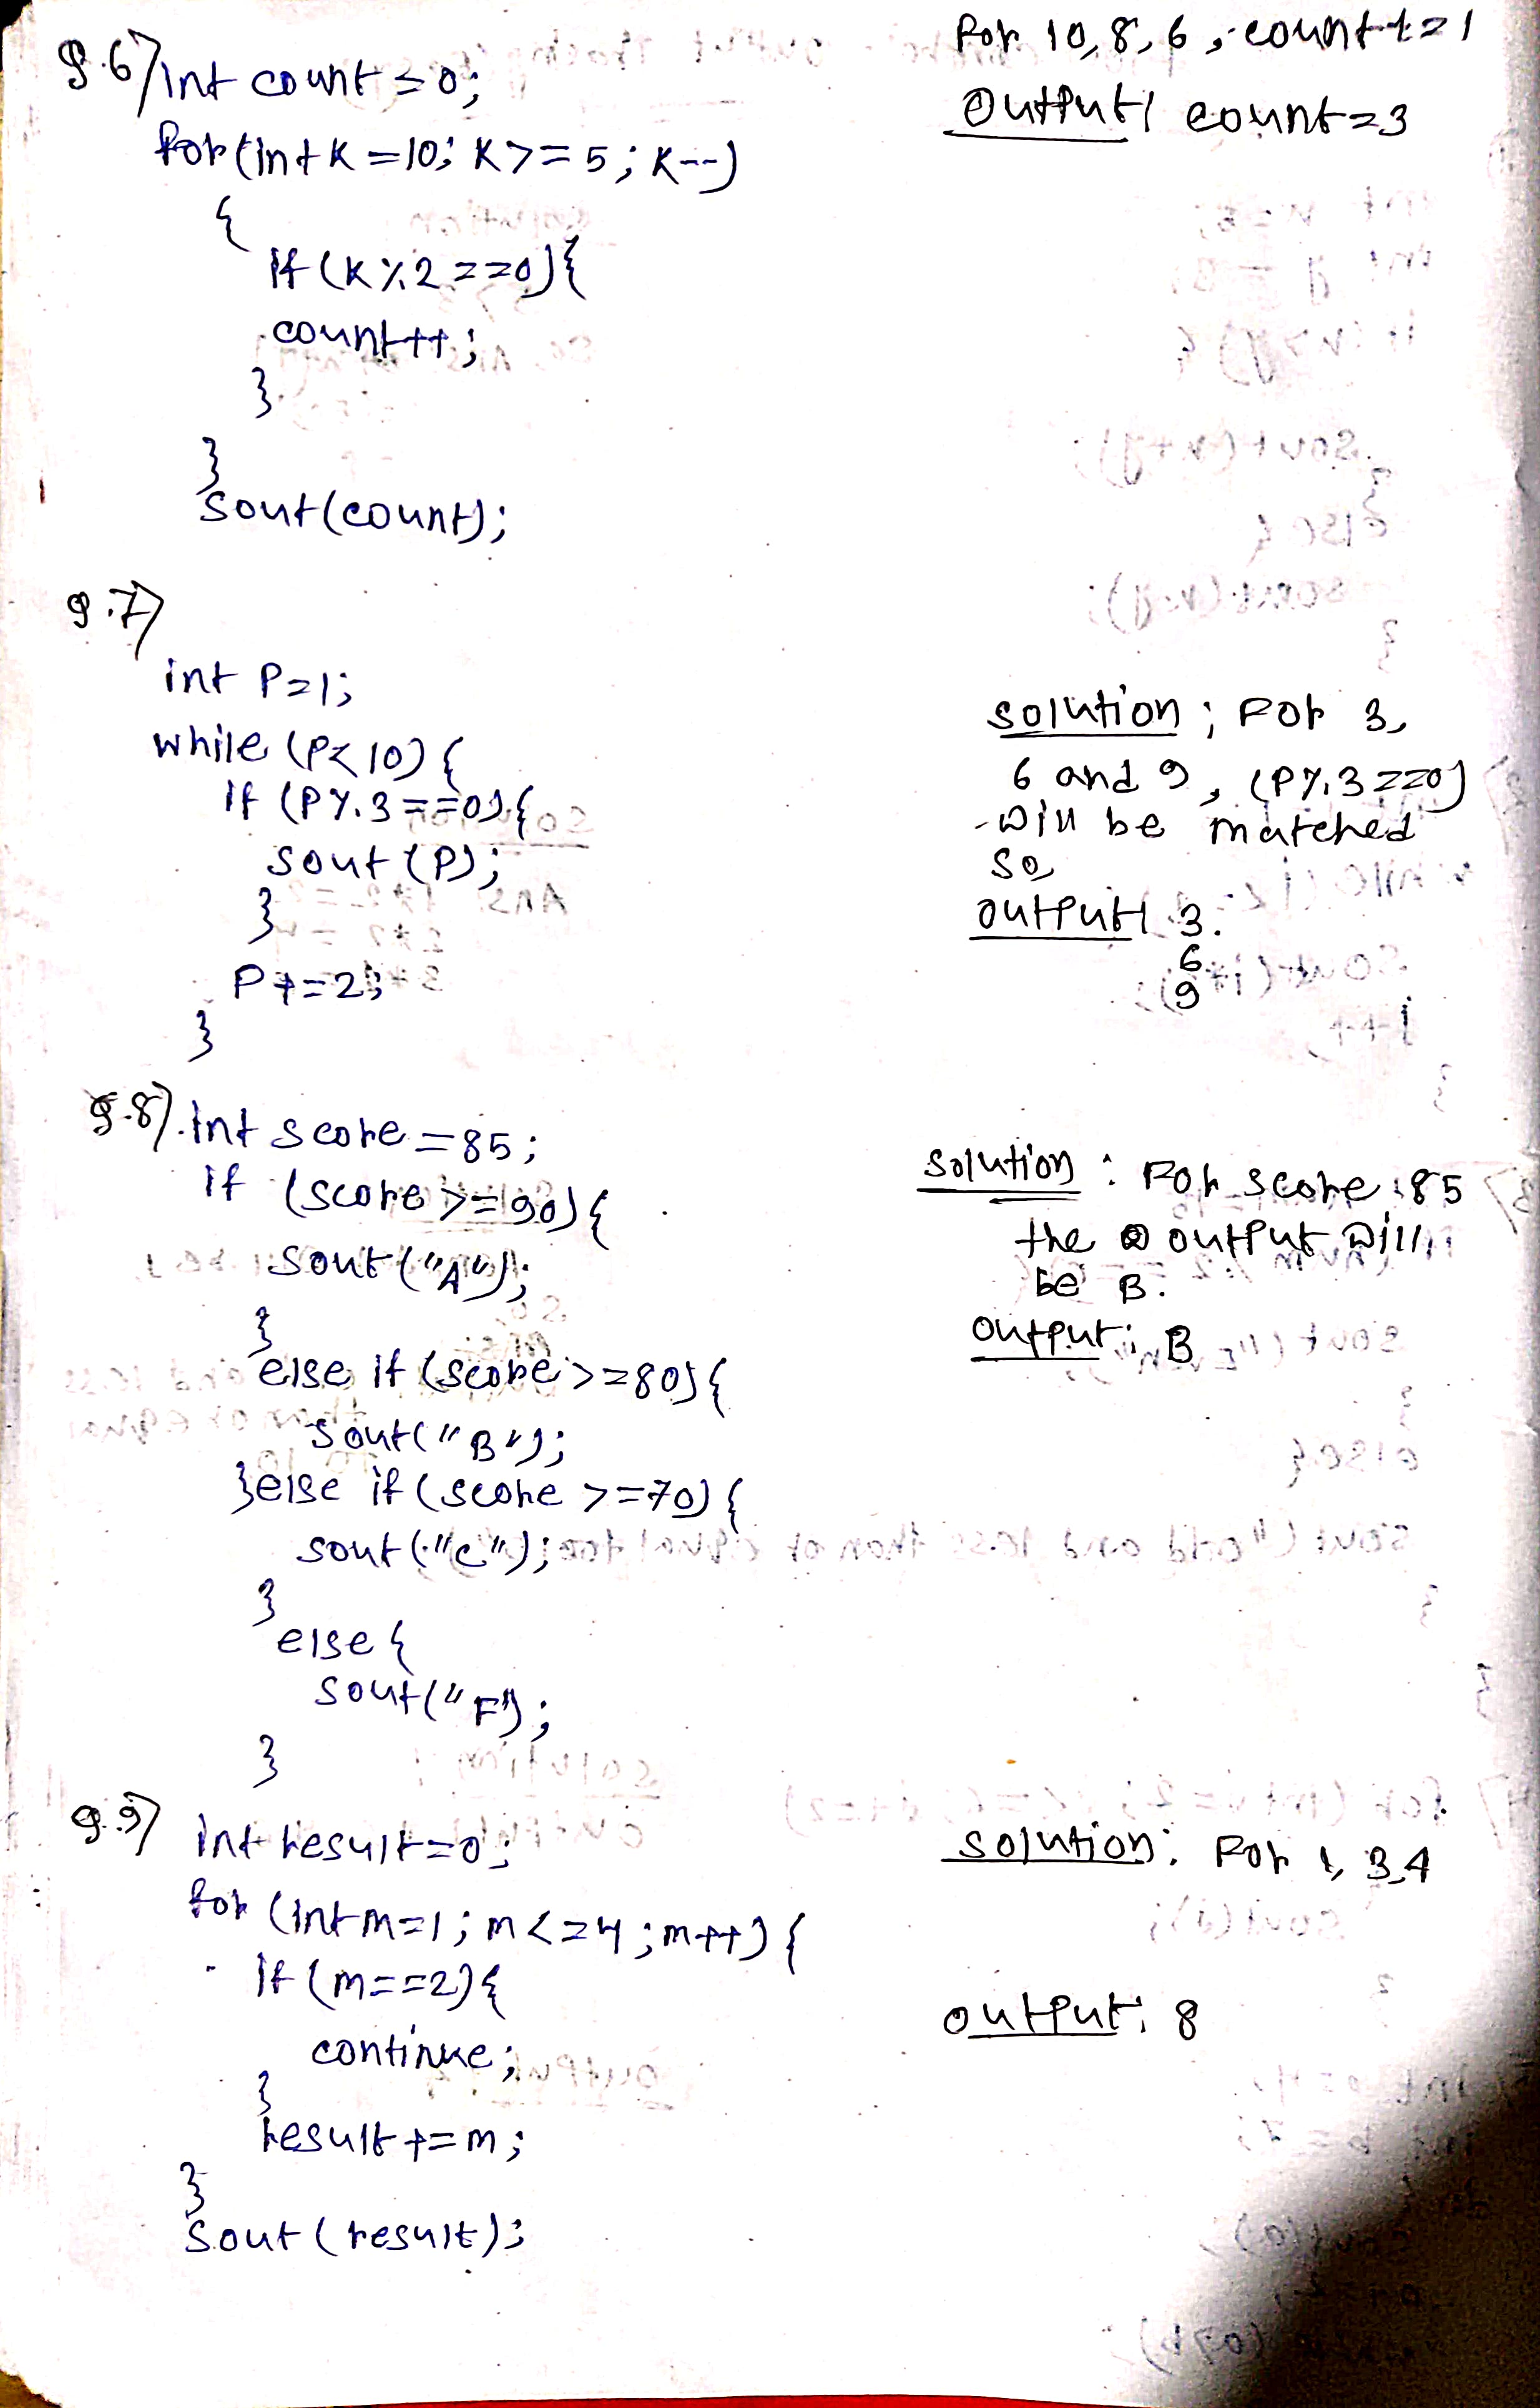 9.6) int count = 0;
for (int K = 10; K >= 5; K--)
{
if (K % 2 == 0) {
count++;
}
}
sout(count);
For 10, 8, 6, count+=1
Output: count = 3
9.7)
int P = 1;
while (P < 10) {
if (P % 3 == 0) {
sout (P);
}
P += 2;
}
solution; For 3,
6 and 9, (P % 3 == 0)
will be matched
so,
output: 3.
6
9
9.8) int score = 85;
if (score >= 90) {
sout ("A");
}
else if (score >= 80) {
sout("B");
} else if (score >= 70) {
sout ("C");
}
else {
sout("F");
}
solution: For score 85
the output will
be B.
output: B
9.9) int result = 0;
for (int m = 1; m <= 4; m++) {
if (m == 2) {
continue;
}
result += m;
}
sout (result);
solution: For 1, 3, 4
output: 8